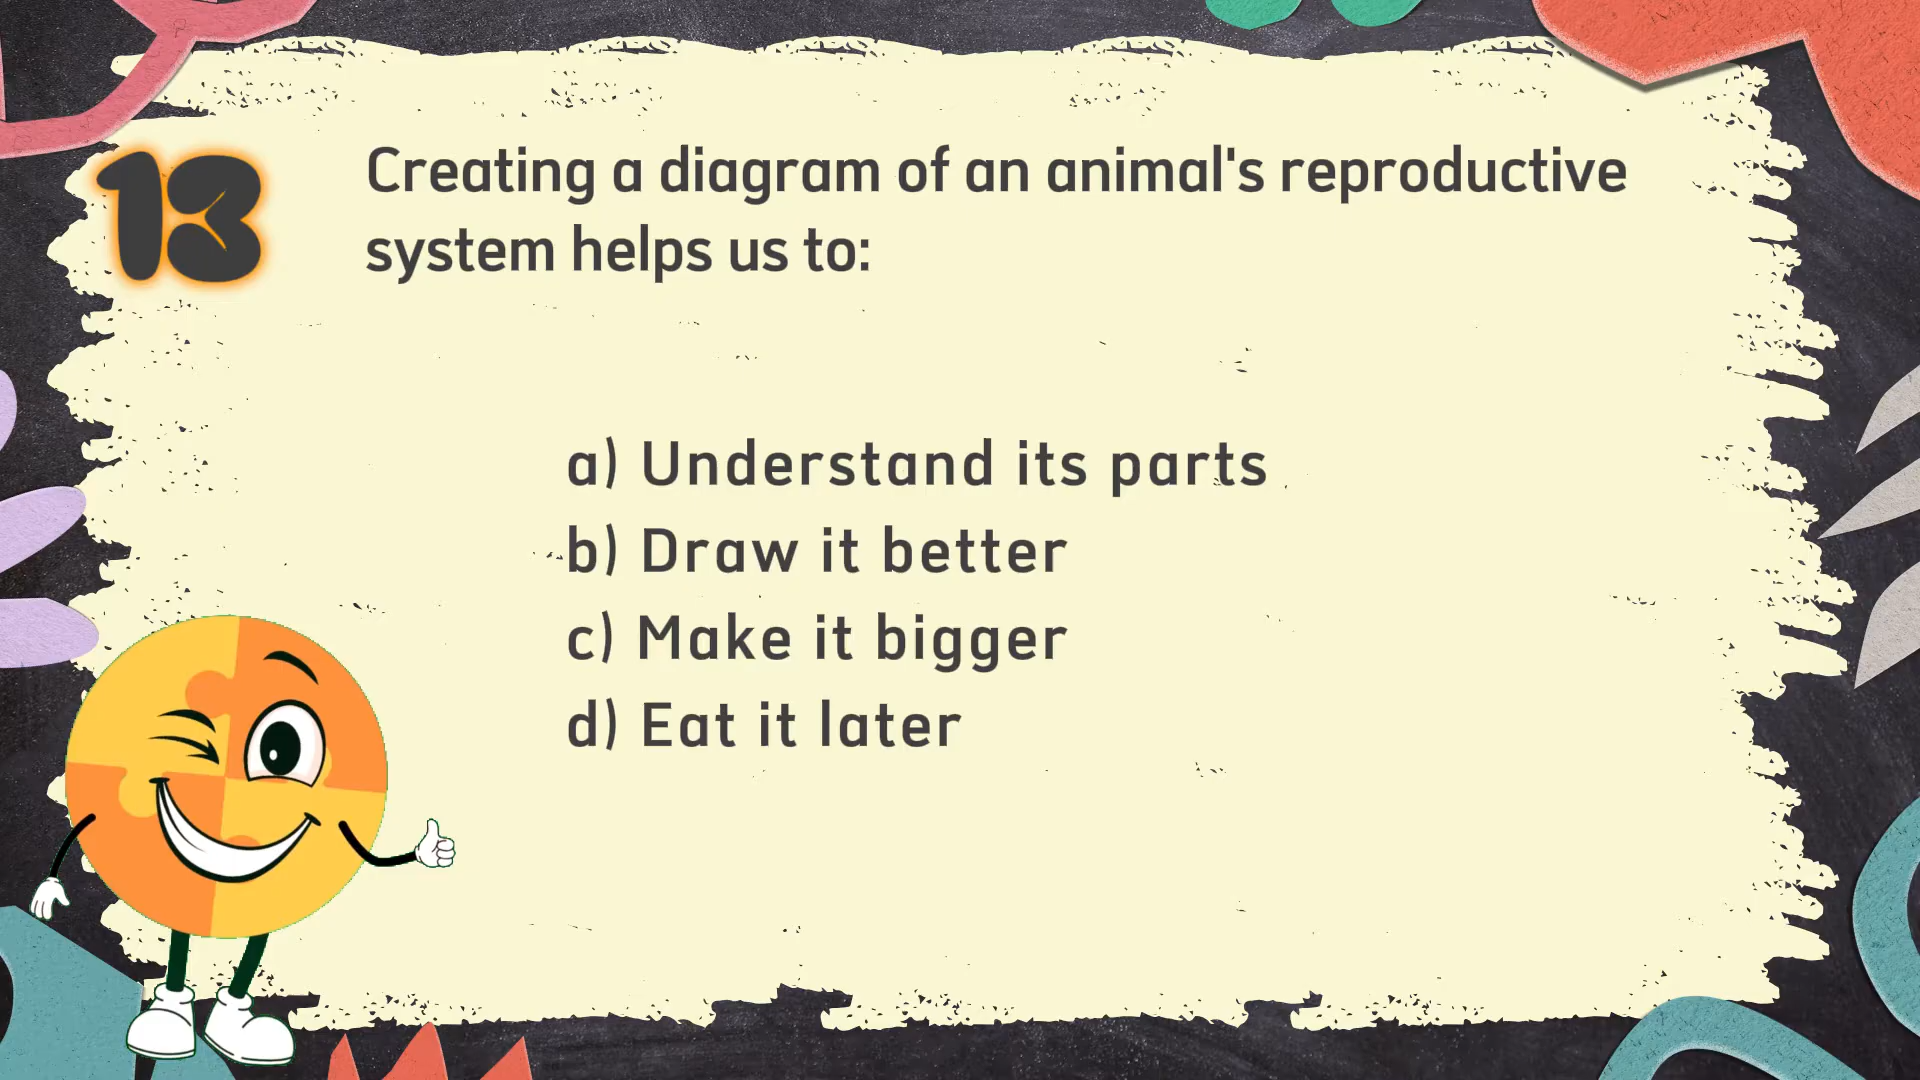 13
Creating a diagram of an animal's reproductive
system helps us to:
a) Understand its parts
b) Draw it better
c) Make it bigger
d) Eat it later